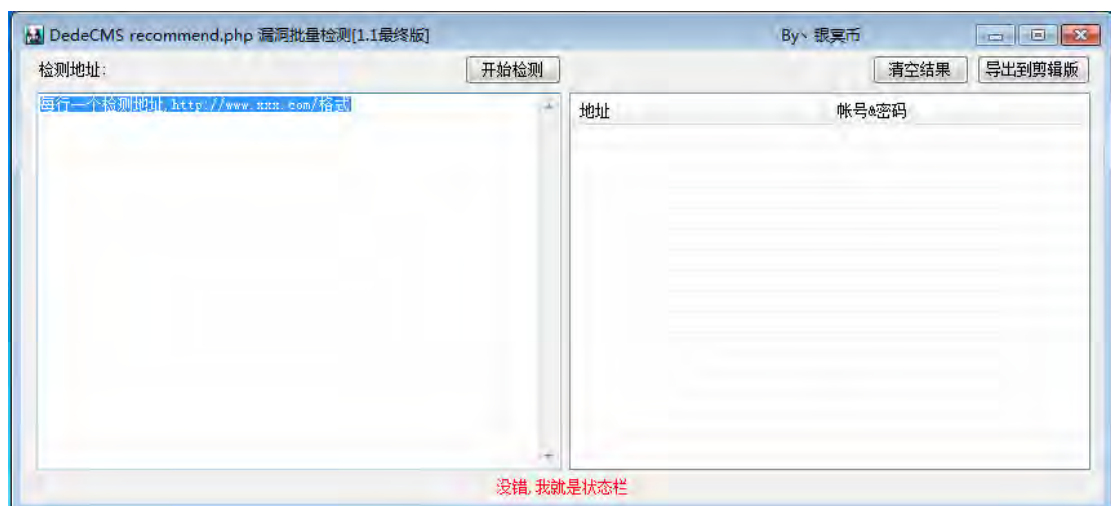 DedeCMS recommend.php 漏洞批量检测[1.1最终版] By、银冥币
检测地址: 开始检测 清空结果 导出到剪辑版
每行一个检测地址,http://www.xxx.com/格式
地址 帐号&密码
没错,我就是状态栏